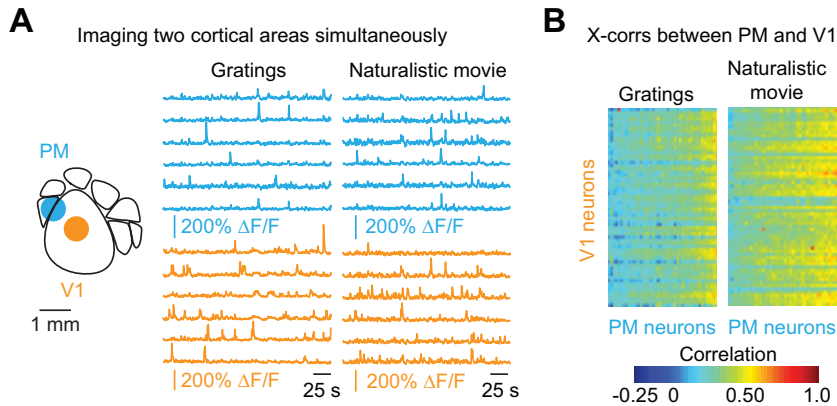 A
Imaging two cortical areas simultaneously
Gratings
Naturalistic movie
PM
V1
1 mm
200% ΔF/F
200% ΔF/F
200% ΔF/F
25 s
200% ΔF/F
25 s
B
X-corrs between PM and V1
Gratings
Naturalistic
movie
V1 neurons
PM neurons
PM neurons
Correlation
-0.25 0 0.50 1.0